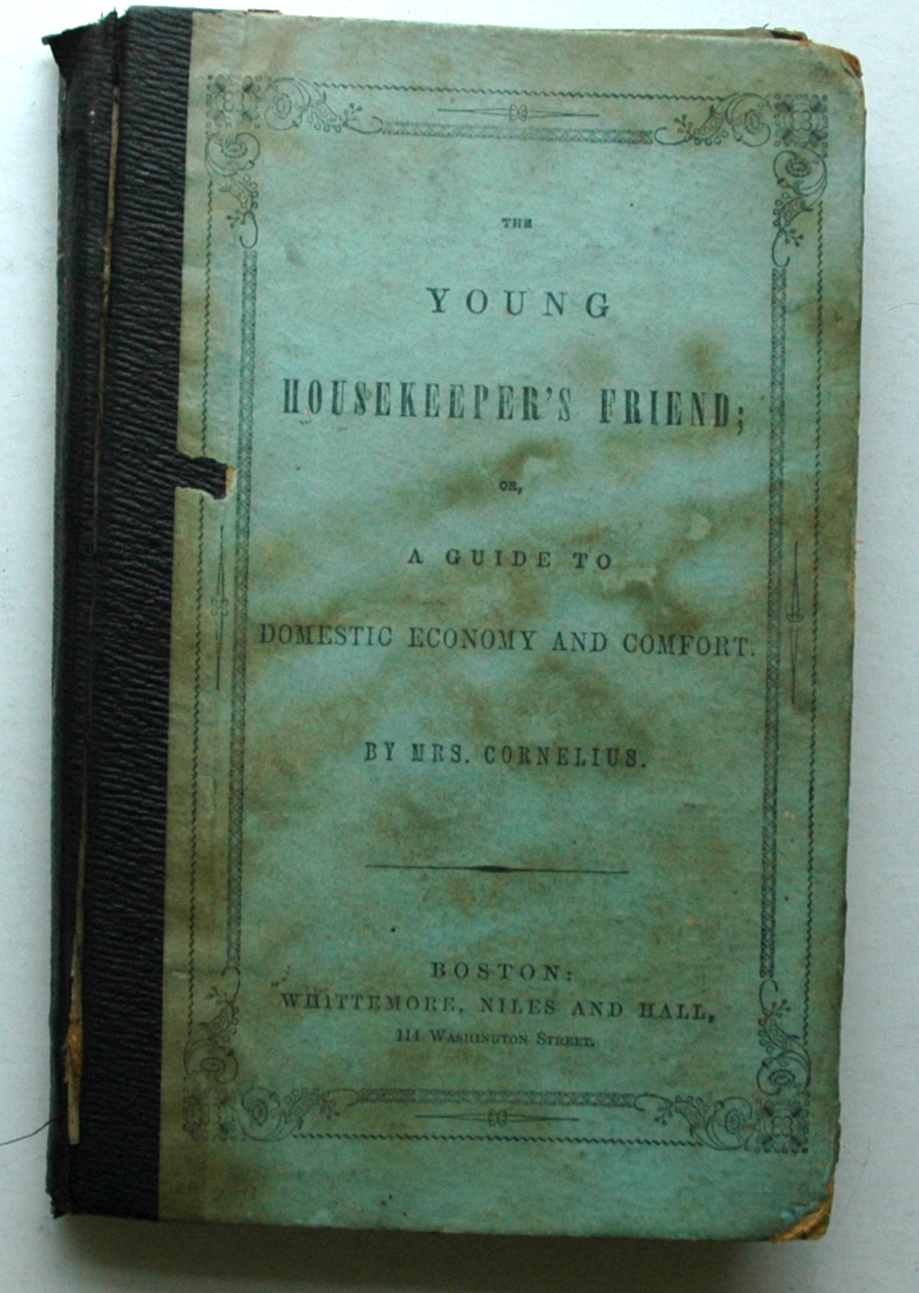 THE
YOUNG
HOUSEKEEPER'S FRIEND;
OR,
A GUIDE TO
DOMESTIC ECONOMY AND COMFORT.
BY MRS. CORNELIUS.
BOSTON:
WHITTEMORE, NILES AND HALL,
114 WASHINGTON STREET.